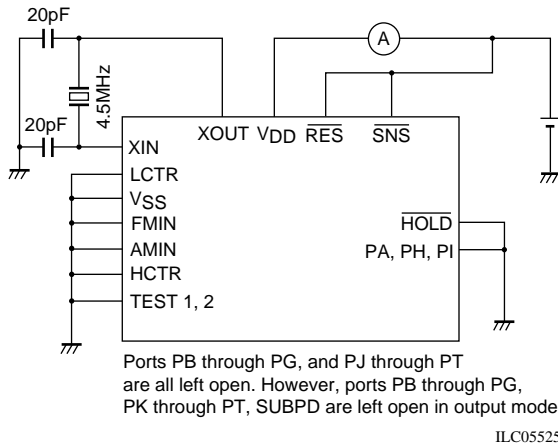 20pF
A
4.5MHz
20pF
XOUT VDD RES SNS
XIN
LCTR
VSS
FMIN
AMIN
HCTR
TEST 1, 2
HOLD
PA, PH, PI
Ports PB through PG, and PJ through PT
are all left open. However, ports PB through PG,
PK through PT, SUBPD are left open in output mode
ILC05525